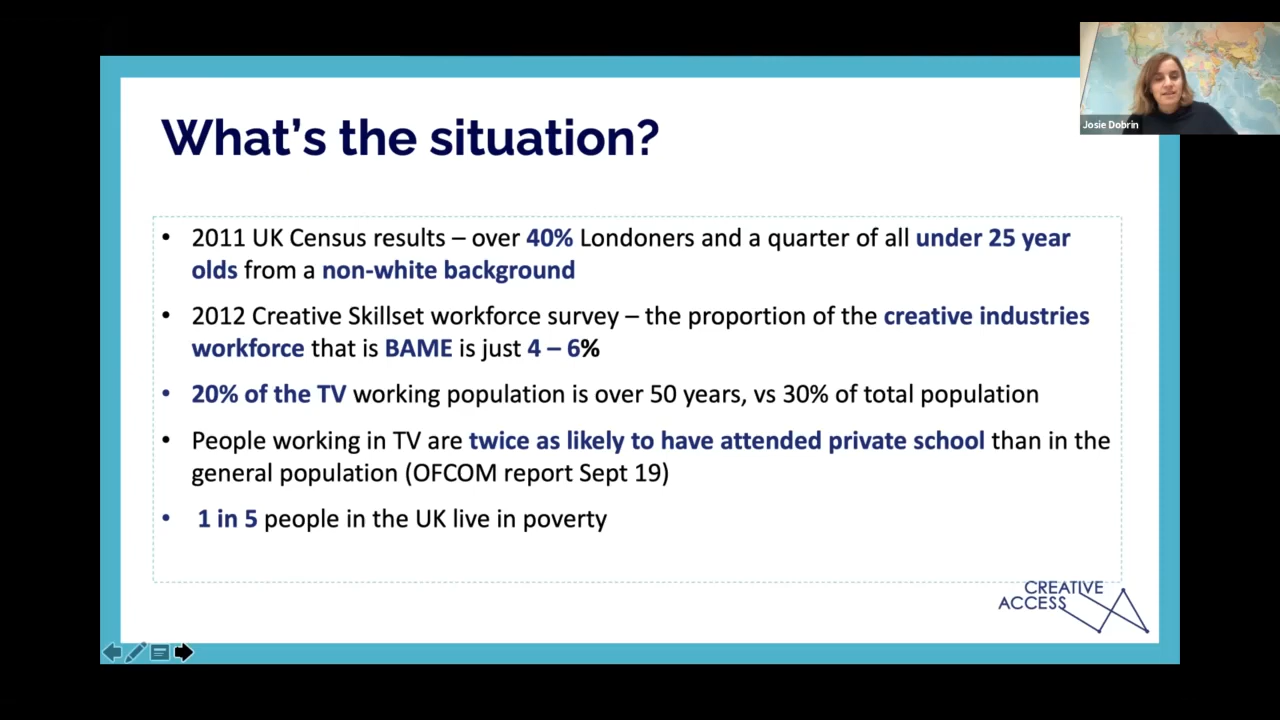 Josie Dobrin
What's the situation?
• 2011 UK Census results – over 40% Londoners and a quarter of all under 25 year
olds from a non-white background
• 2012 Creative Skillset workforce survey – the proportion of the creative industries
workforce that is BAME is just 4 – 6%
• 20% of the TV working population is over 50 years, vs 30% of total population
• People working in TV are twice as likely to have attended private school than in the
general population (OFCOM report Sept 19)
• 1 in 5 people in the UK live in poverty
CREATIVE
ACCESS